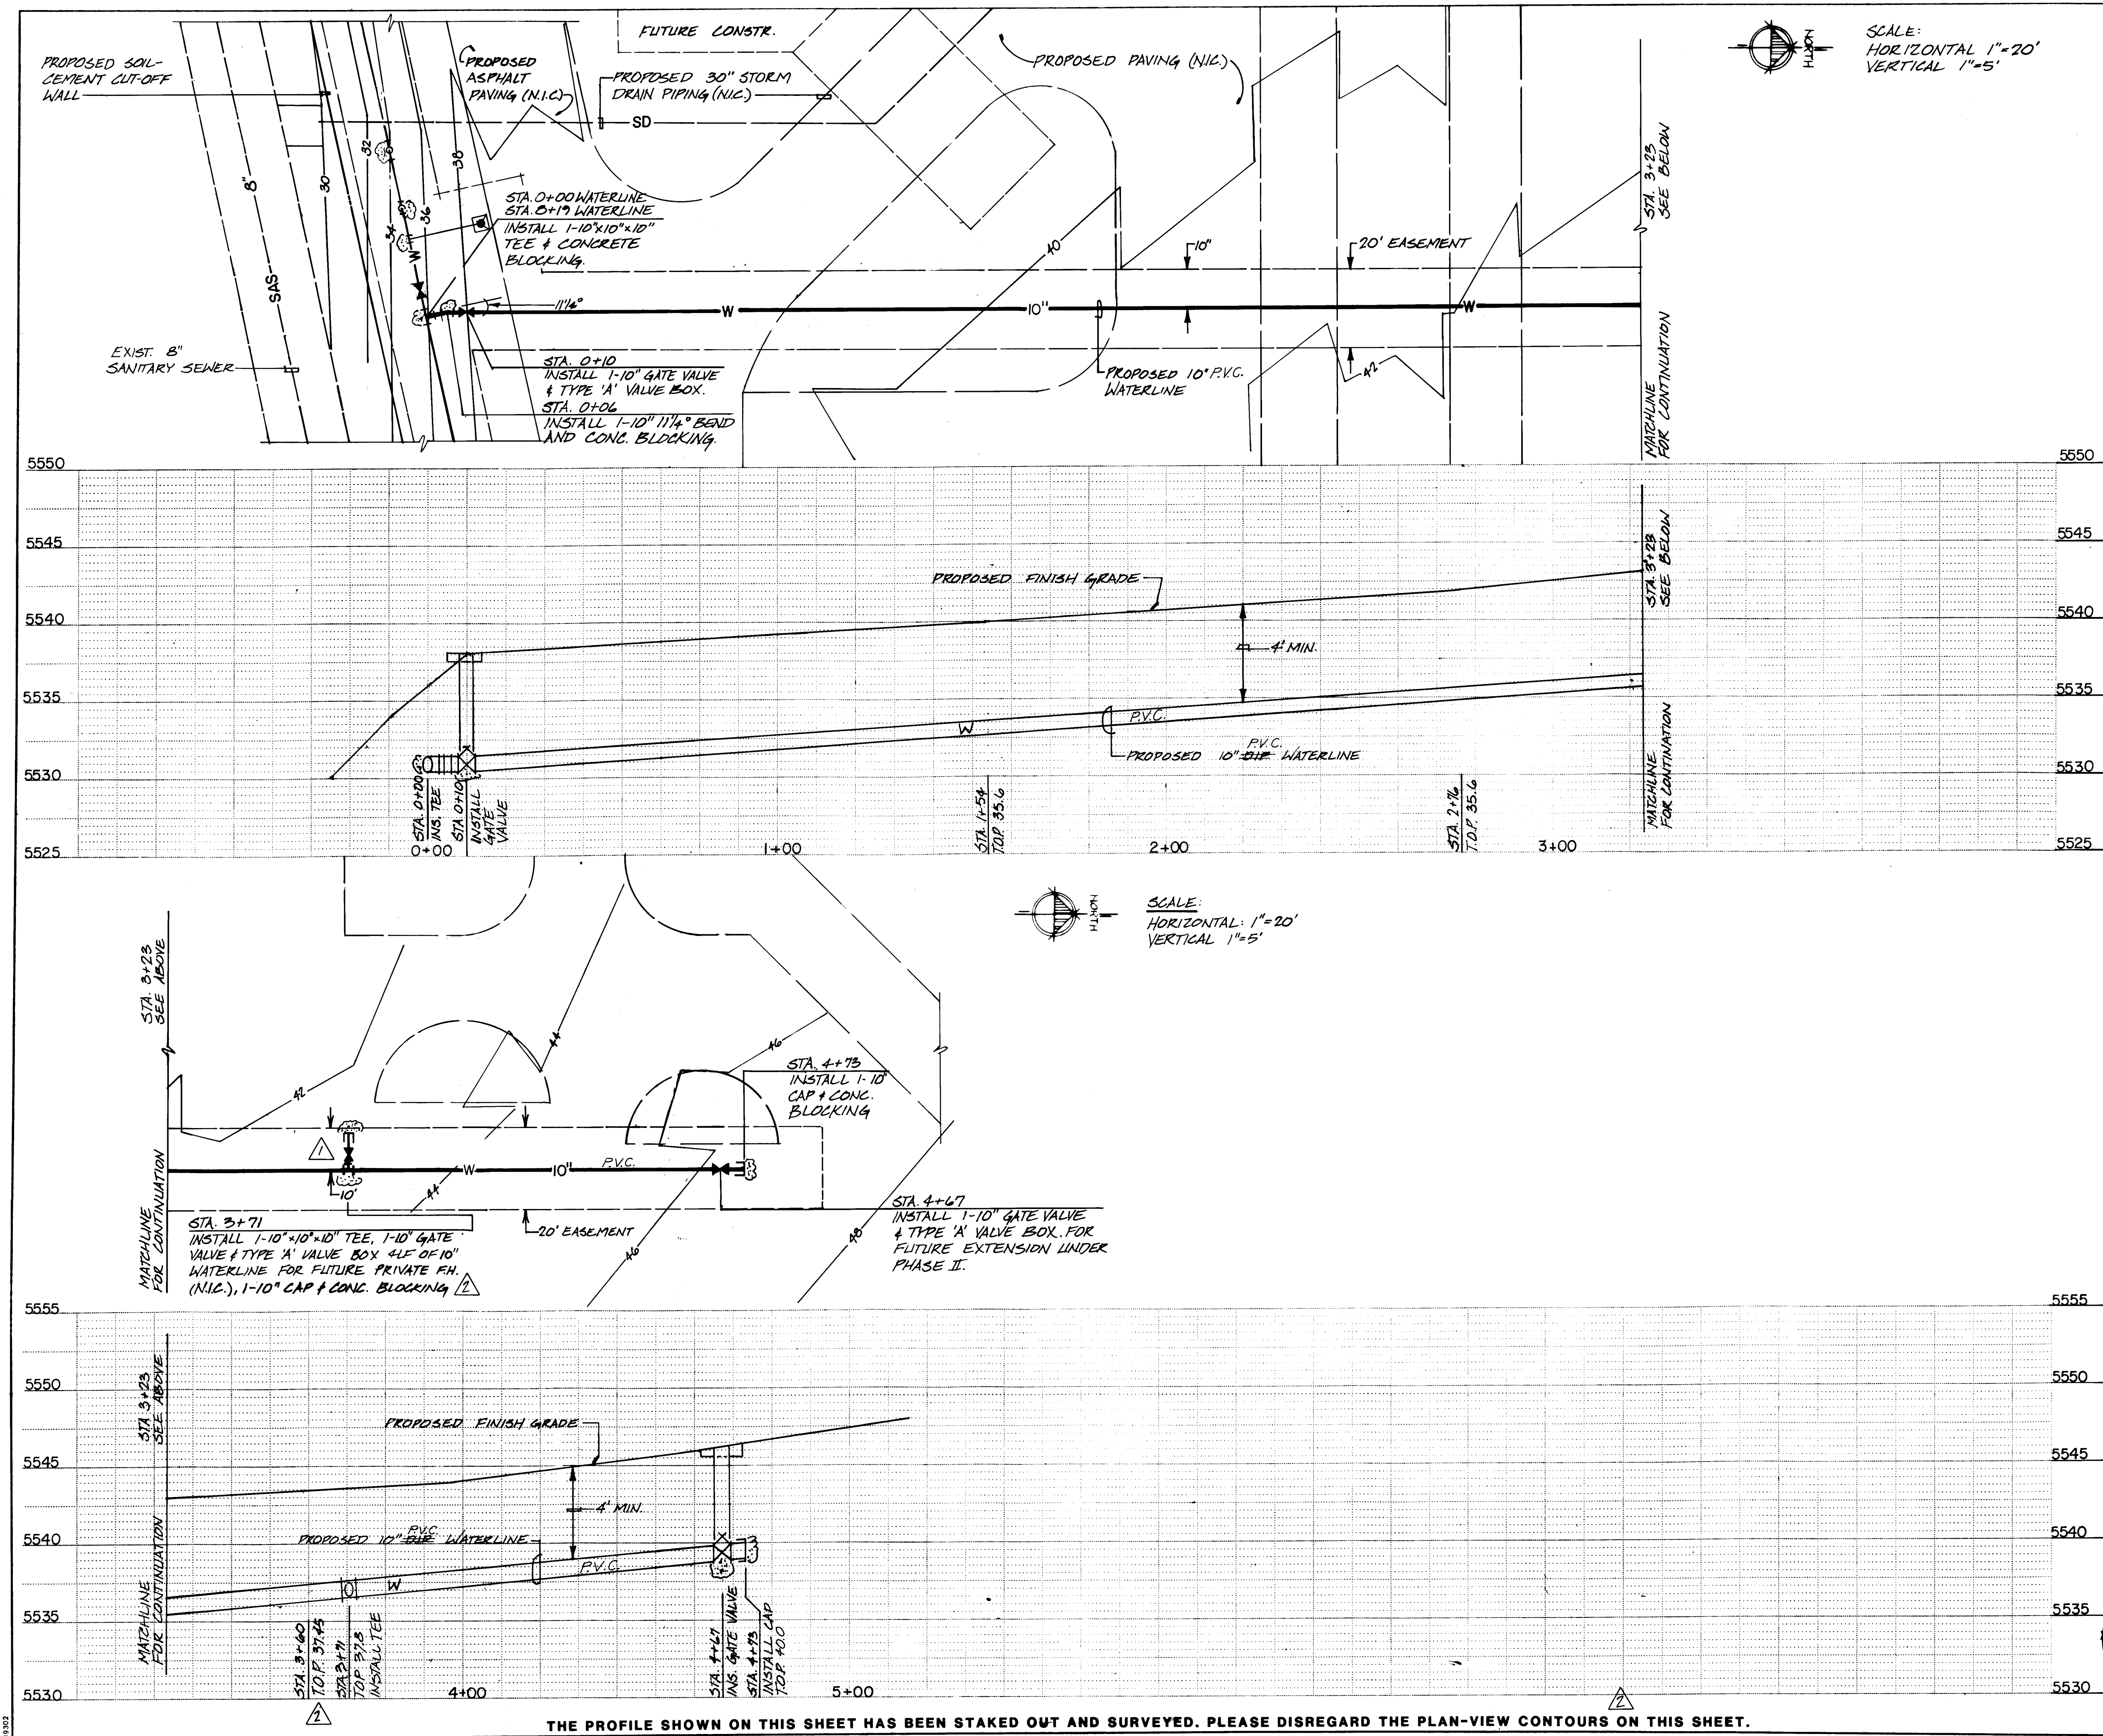 PROPOSED SOIL-
CEMENT CUT-OFF
WALL
PROPOSED
ASPHALT
PAVING (N.I.C)
FUTURE CONSTR.
PROPOSED 30" STORM
DRAIN PIPING (N.I.C.)
PROPOSED PAVING (N.I.C.)
NORTH
SCALE:
HORIZONTAL 1"=20'
VERTICAL 1"=5'
SD
8"
SAS
30
32
34
36
38
W
STA. 0+00 WATERLINE
STA. 8+19 WATERLINE
INSTALL 1-10"x10"x10"
TEE & CONCRETE
BLOCKING.
40
10"
20' EASEMENT
STA. 3+23
SEE BELOW
11¼°
W
10"
W
EXIST. 8"
SANITARY SEWER
STA. 0+10
INSTALL 1-10" GATE VALVE
& TYPE 'A' VALVE BOX.
STA. 0+06
INSTALL 1-10" 11¼° BEND
AND CONC. BLOCKING.
PROPOSED 10" P.V.C.
WATERLINE
42
MATCHLINE
FOR CONTINUATION
5550
5550
5545
5545
5540
5540
5535
5535
5530
5530
5525
5525
PROPOSED FINISH GRADE
4' MIN.
STA. 3+23
SEE BELOW
W
P.V.C.
P.V.C.
PROPOSED 10" DIP WATERLINE
MATCHLINE
FOR CONTINATION
STA. 0+00
INS. TEE
STA. 0+10
INSTALL
GATE
VALVE
STA. 1+54
T.O.P. 35.6
STA. 2+76
T.O.P. 35.6
0+00
1+00
2+00
3+00
NORTH
SCALE:
HORIZONTAL: 1"=20'
VERTICAL 1"=5'
STA. 3+23
SEE ABOVE
42
44
46
STA. 4+73
INSTALL 1-10"
CAP & CONC.
BLOCKING
1
W
10"
P.V.C.
10'
44
MATCHLINE
FOR CONTINUATION
STA. 3+71
INSTALL 1-10"x10"x10" TEE, 1-10" GATE
VALVE & TYPE 'A' VALVE BOX 4LF OF 10"
WATERLINE FOR FUTURE PRIVATE F.H.
(N.I.C.), 1-10" CAP & CONC. BLOCKING 2
20' EASEMENT
46
48
STA. 4+67
INSTALL 1-10" GATE VALVE
& TYPE 'A' VALVE BOX. FOR
FUTURE EXTENSION UNDER
PHASE II.
5555
5555
5550
5550
5545
5545
5540
5540
5535
5535
5530
5530
STA. 3+23
SEE ABOVE
PROPOSED FINISH GRADE
4' MIN.
P.V.C.
PROPOSED 10" DIP WATERLINE
P.V.C.
W
MATCHLINE
FOR CONTINUATION
STA. 3+60
T.O.P. 37.45
STA 3+71
TOP 37.8
INSTALL TEE
STA. 4+67
INS. GATE VALVE
STA. 4+73
INSTALL CAP
T.O.P. 40.0
4+00
5+00
2
2
THE PROFILE SHOWN ON THIS SHEET HAS BEEN STAKED OUT AND SURVEYED. PLEASE DISREGARD THE PLAN-VIEW CONTOURS ON THIS SHEET.
9302